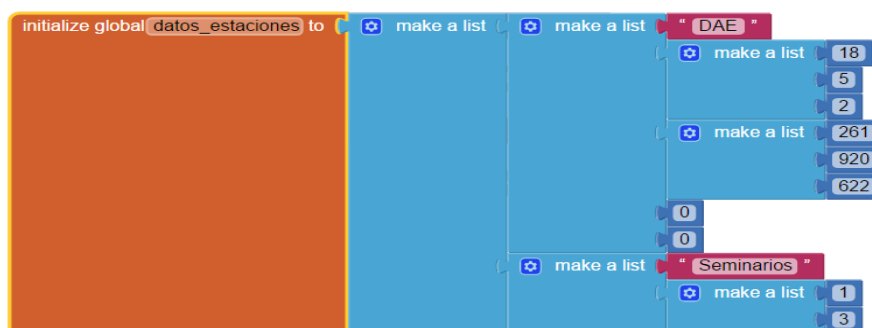 initialize global datos_estaciones to make a list make a list " DAE "
make a list 18
5
2
make a list 261
920
622
0
0
make a list " Seminarios "
make a list 1
3